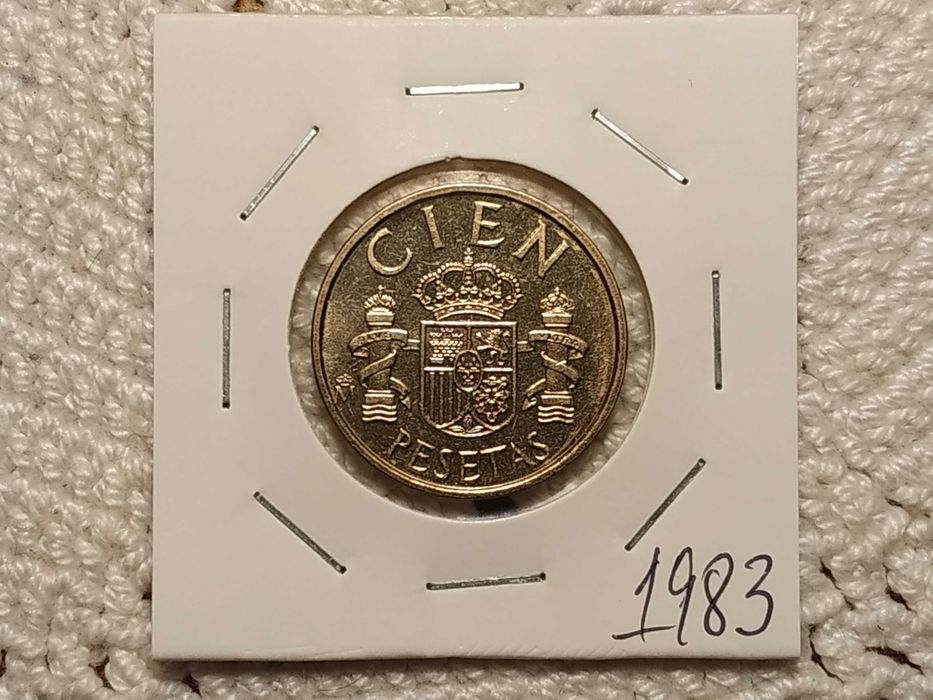 CIEN
M
PESETAS
1983